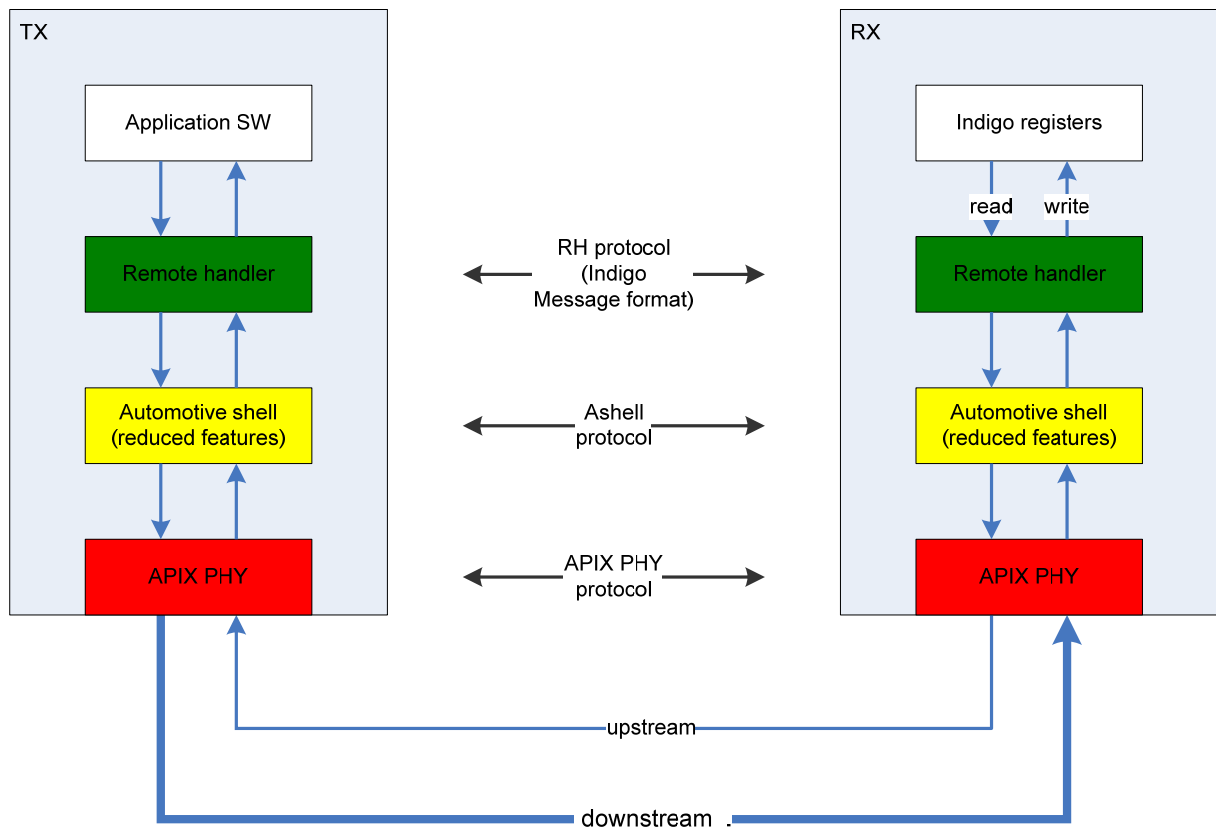 TX
RX
Application SW
Indigo registers
read
write
Remote handler
RH protocol
(Indigo
Message format)
Remote handler
Automotive shell
(reduced features)
Ashell
protocol
Automotive shell
(reduced features)
APIX PHY
APIX PHY
protocol
APIX PHY
upstream
downstream .